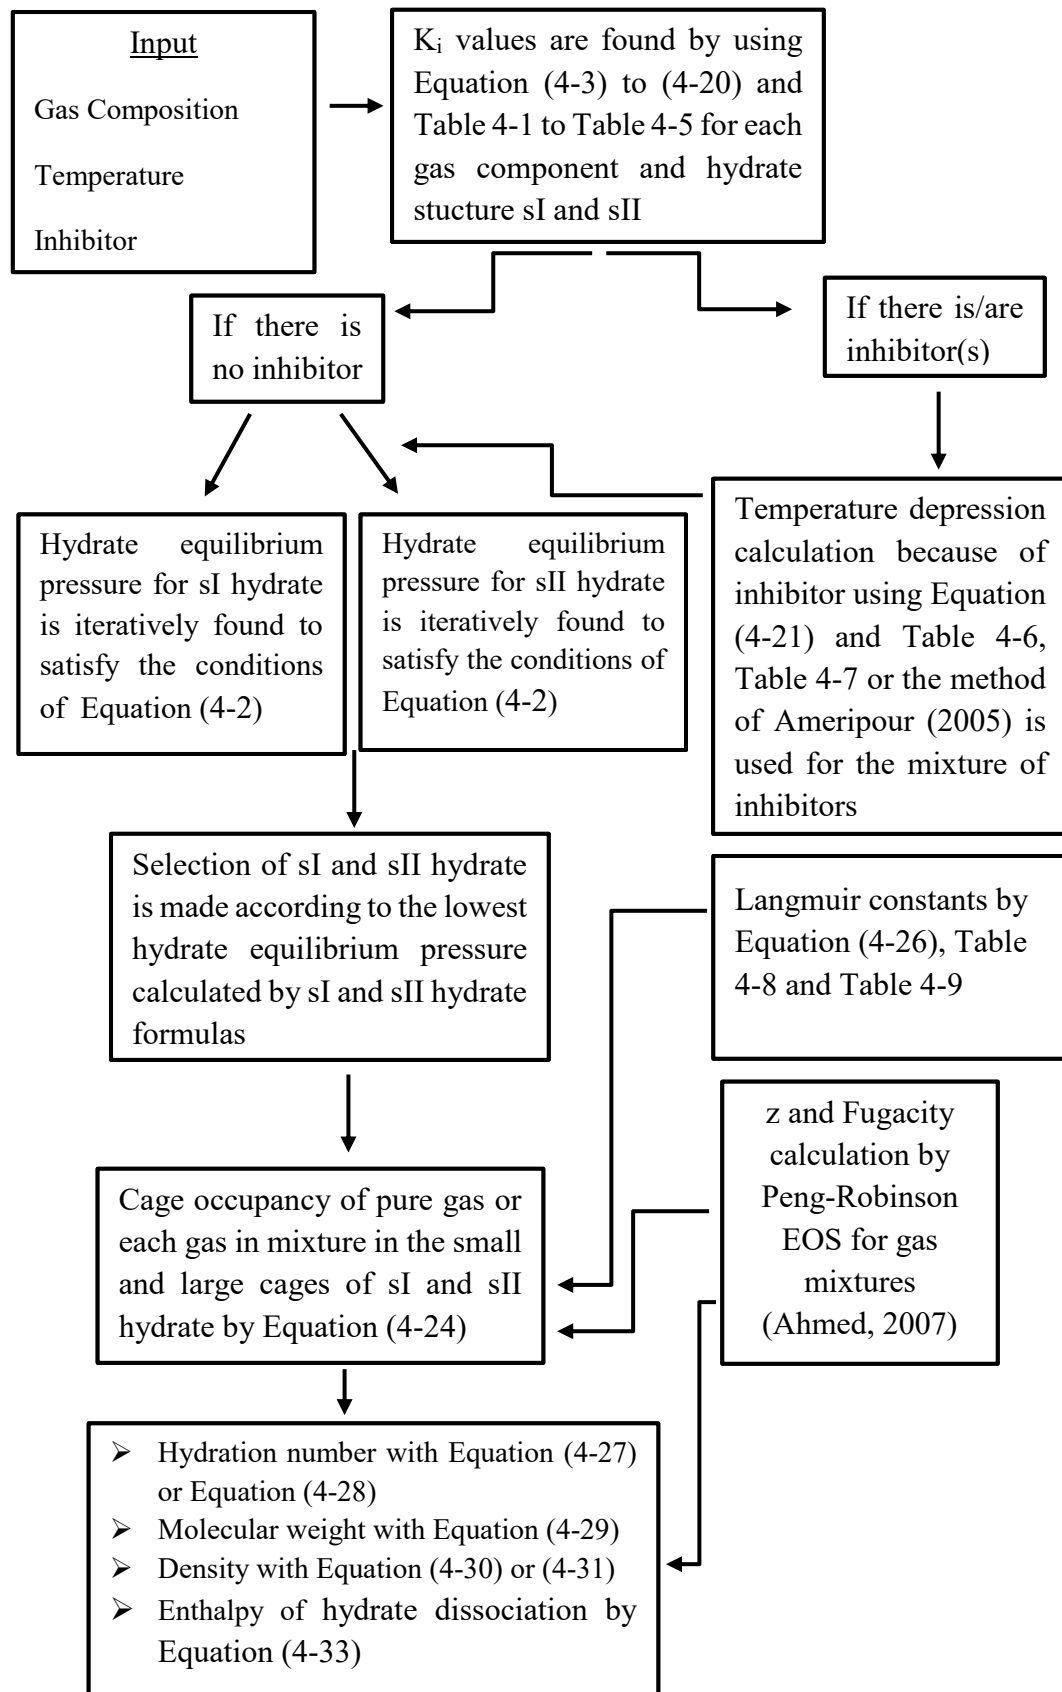 Input
Gas Composition
Temperature
Inhibitor
Ki values are found by using
Equation (4-3) to (4-20) and
Table 4-1 to Table 4-5 for each
gas component and hydrate
stucture sI and sII
If there is
no inhibitor
If there is/are
inhibitor(s)
Hydrate equilibrium
pressure for sI hydrate
is iteratively found to
satisfy the conditions
of Equation (4-2)
Hydrate equilibrium
pressure for sII hydrate
is iteratively found to
satisfy the conditions of
Equation (4-2)
Temperature depression
calculation because of
inhibitor using Equation
(4-21) and Table 4-6,
Table 4-7 or the method
of Ameripour (2005) is
used for the mixture of
inhibitors
Selection of sI and sII hydrate
is made according to the lowest
hydrate equilibrium pressure
calculated by sI and sII hydrate
formulas
Langmuir constants by
Equation (4-26), Table
4-8 and Table 4-9
z and Fugacity
calculation by
Peng-Robinson
EOS for gas
mixtures
(Ahmed, 2007)
Cage occupancy of pure gas or
each gas in mixture in the small
and large cages of sI and sII
hydrate by Equation (4-24)
➢ Hydration number with Equation (4-27)
or Equation (4-28)
➢ Molecular weight with Equation (4-29)
➢ Density with Equation (4-30) or (4-31)
➢ Enthalpy of hydrate dissociation by
Equation (4-33)